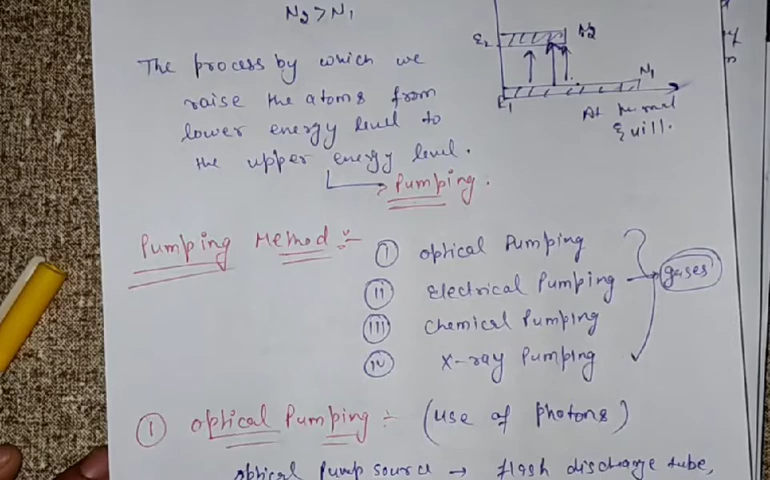 N2 > N1
E2
N2
The process by which we
raise the atoms from
lower energy level to
the upper energy level.
Pumping.
E1
N1
At thermal
Equill.
Pumping Method :-
I optical Pumping
II Electrical Pumping
gases
III chemical Pumping
IV X-ray Pumping
I optical Pumping :- (use of photons)
optical pump source → flash discharge tube,